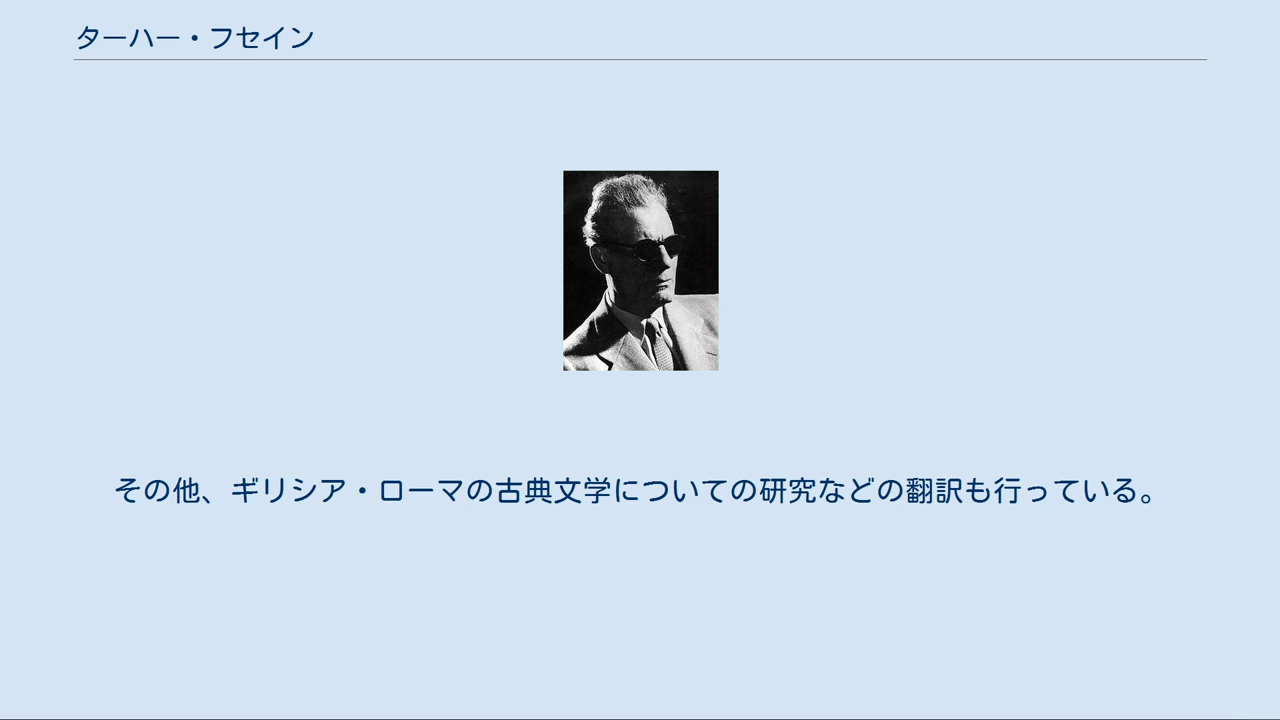 ターハー・フセイン
その他、ギリシア・ローマの古典文学についての研究などの翻訳も行っている。